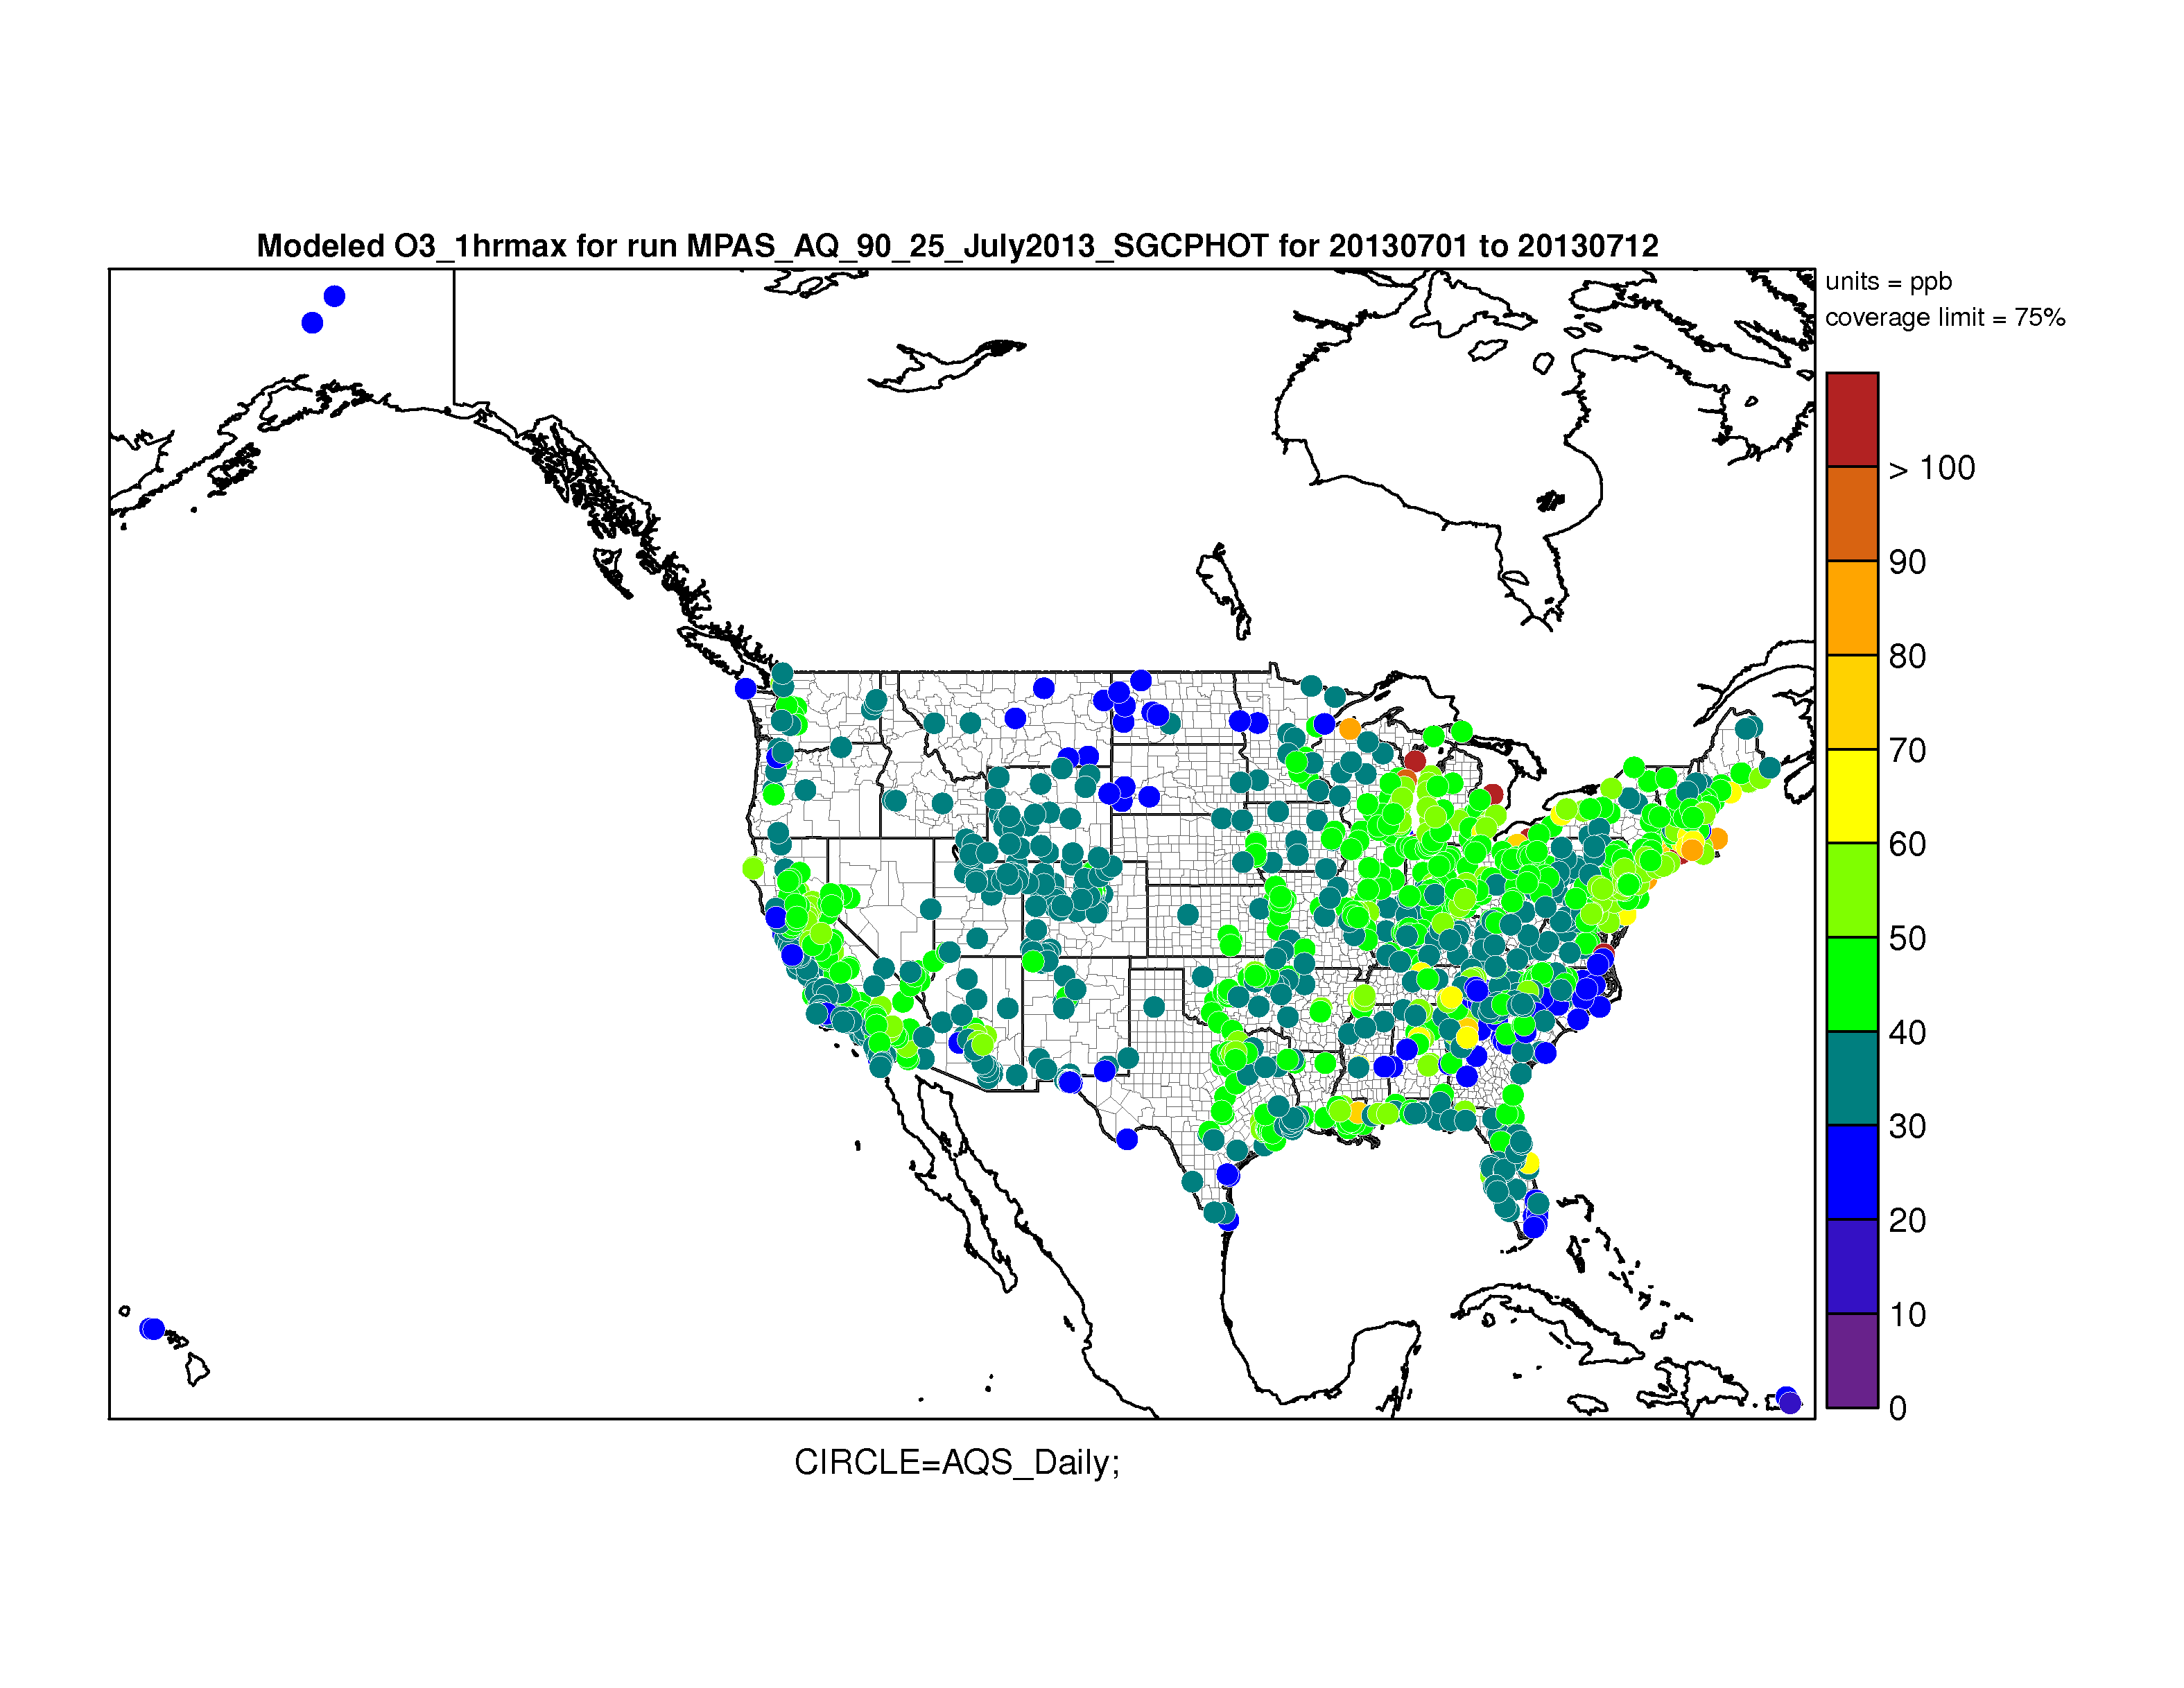 Modeled O3_1hrmax for run MPAS_AQ_90_25_July2013_SGCPHOT for 20130701 to 20130712
units = ppb
coverage limit = 75%
> 100
90
80
70
60
50
40
30
20
10
0
CIRCLE=AQS_Daily;